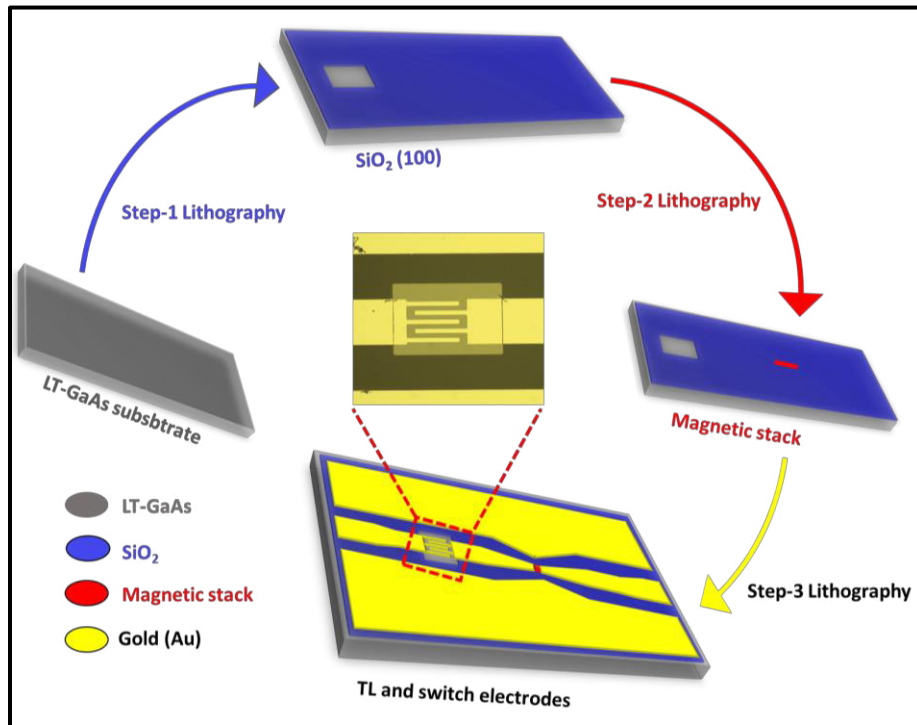 SiO₂ (100)
Step-1 Lithography
Step-2 Lithography
LT-GaAs subsbtrate
Magnetic stack
LT-GaAs
SiO₂
Magnetic stack
Gold (Au)
Step-3 Lithography
TL and switch electrodes